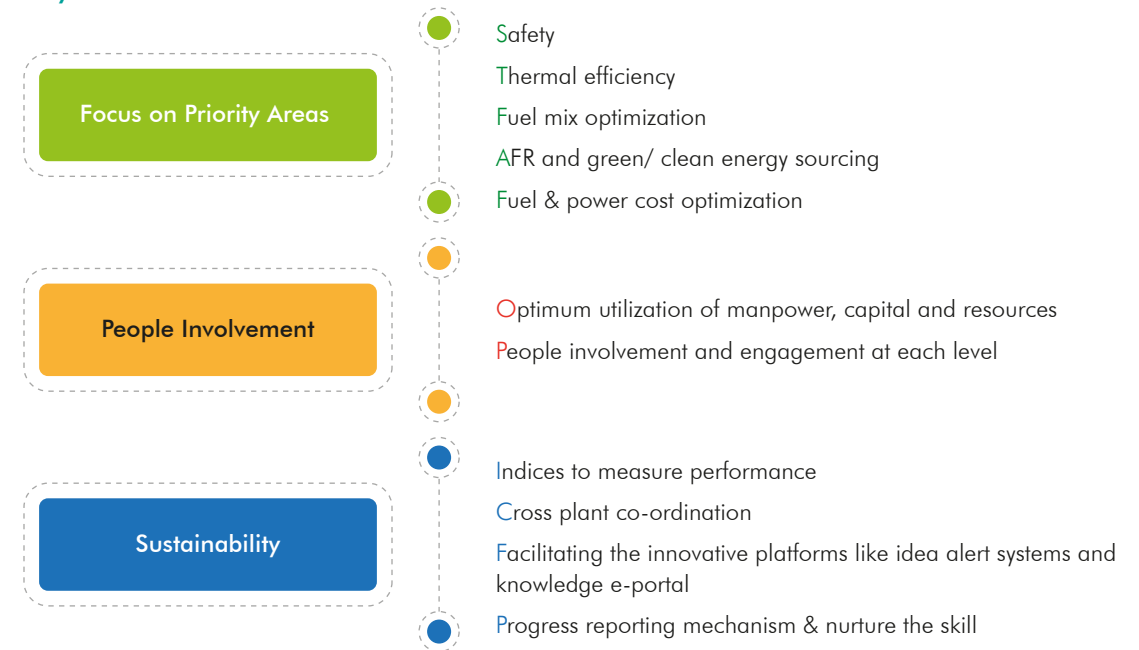 Focus on Priority Areas
Safety
Thermal efficiency
Fuel mix optimization
AFR and green/ clean energy sourcing
Fuel & power cost optimization
People Involvement
Optimum utilization of manpower, capital and resources
People involvement and engagement at each level
Sustainability
Indices to measure performance
Cross plant co-ordination
Facilitating the innovative platforms like idea alert systems and
knowledge e-portal
Progress reporting mechanism & nurture the skill